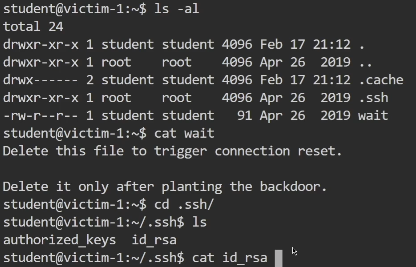 student@victim-1:~$ ls -al
total 24
drwxr-xr-x 1 student student 4096 Feb 17 21:12 .
drwxr-xr-x 1 root    root    4096 Apr 26  2019 ..
drwx------ 2 student student 4096 Feb 17 21:12 .cache
drwxr-xr-x 1 root    root    4096 Apr 26  2019 .ssh
-rw-r--r-- 1 student student   91 Apr 26  2019 wait
student@victim-1:~$ cat wait
Delete this file to trigger connection reset.

Delete it only after planting the backdoor.
student@victim-1:~$ cd .ssh/
student@victim-1:~/.ssh$ ls
authorized_keys  id_rsa
student@victim-1:~/.ssh$ cat id_rsa